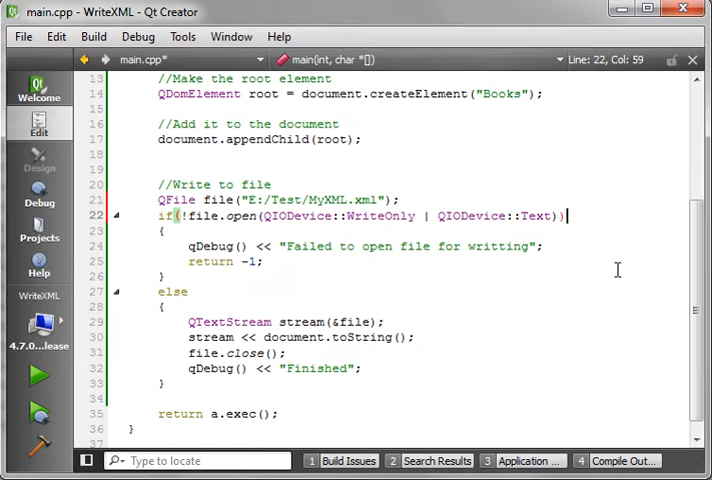 main.cpp - WriteXML - Qt Creator
File Edit Build Debug Tools Window Help
main.cpp* main(int, char *[]) Line: 22, Col: 59
Welcome
Edit
Design
Debug
Projects
Help
WriteXML
4.7.0...lease
13 //Make the root element
14 QDomElement root = document.createElement("Books");
15
16 //Add it to the document
17 document.appendChild(root);
18
19
20 //Write to file
21 QFile file("E:/Test/MyXML.xml");
22 if(!file.open(QIODevice::WriteOnly | QIODevice::Text))
23 {
24 qDebug() << "Failed to open file for writting";
25 return -1;
26 }
27 else
28 {
29 QTextStream stream(&file);
30 stream << document.toString();
31 file.close();
32 qDebug() << "Finished";
33 }
34
35 return a.exec();
36 }
37
Type to locate 1 Build Issues 2 Search Results 3 Application ... 4 Compile Out...